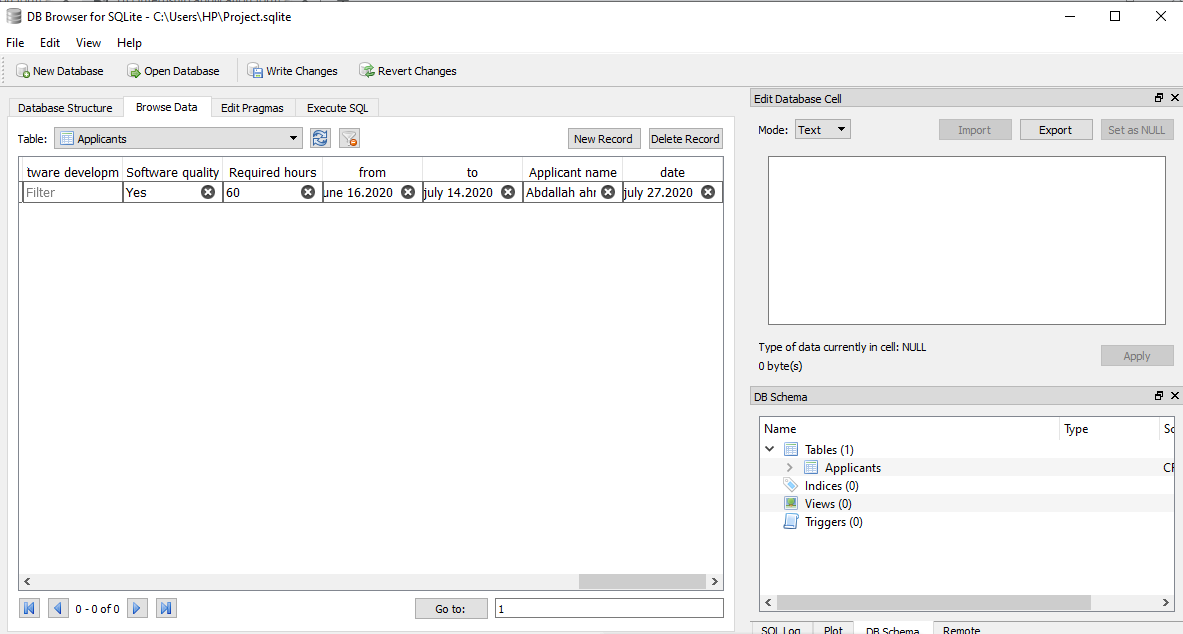 DB Browser for SQLite - C:\Users\HP\Project.sqlite
File Edit View Help
New Database Open Database Write Changes Revert Changes
Database Structure Browse Data Edit Pragmas Execute SQL
Table: Applicants New Record Delete Record
tware developm Software quality Required hours from to Applicant name date
Filter Yes 60 une 16.2020 july 14.2020 Abdallah ahr july 27.2020
0 - 0 of 0 Go to: 1
Edit Database Cell
Mode: Text Import Export Set as NULL
Type of data currently in cell: NULL
0 byte(s)
Apply
DB Schema
Name Type Sc
Tables (1)
Applicants CF
Indices (0)
Views (0)
Triggers (0)
SQL Log Plot DB Schema Remote